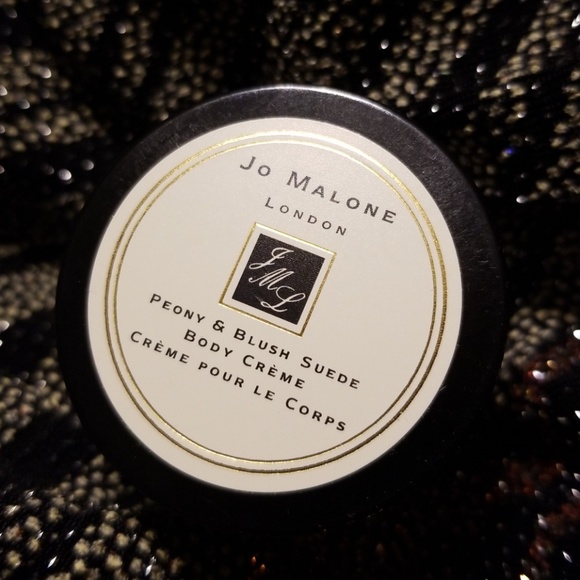 Jo Malone
London
JML
Peony & Blush Suede
Body Crème
Crème pour le Corps